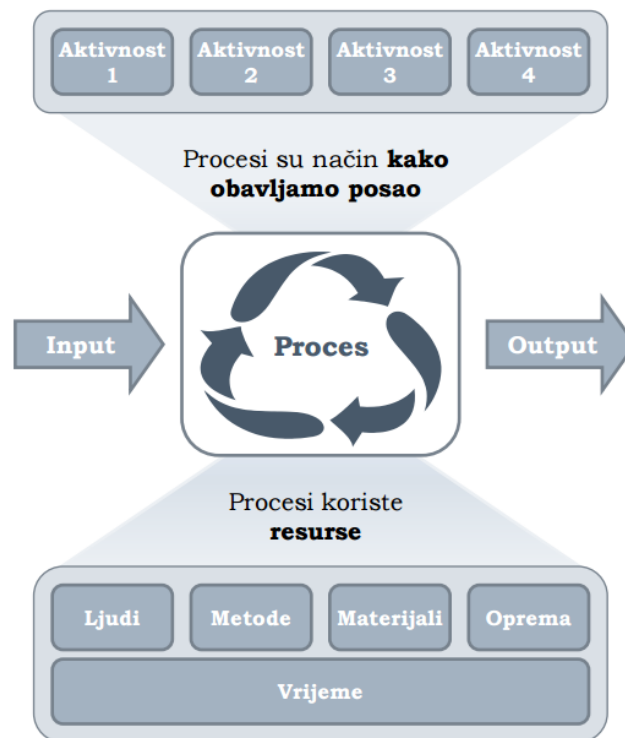 Aktivnost
1
Aktivnost
2
Aktivnost
3
Aktivnost
4
Procesi su način kako
obavljamo posao
Input
Proces
Output
Procesi koriste
resurse
Ljudi
Metode
Materijali
Oprema
Vrijeme